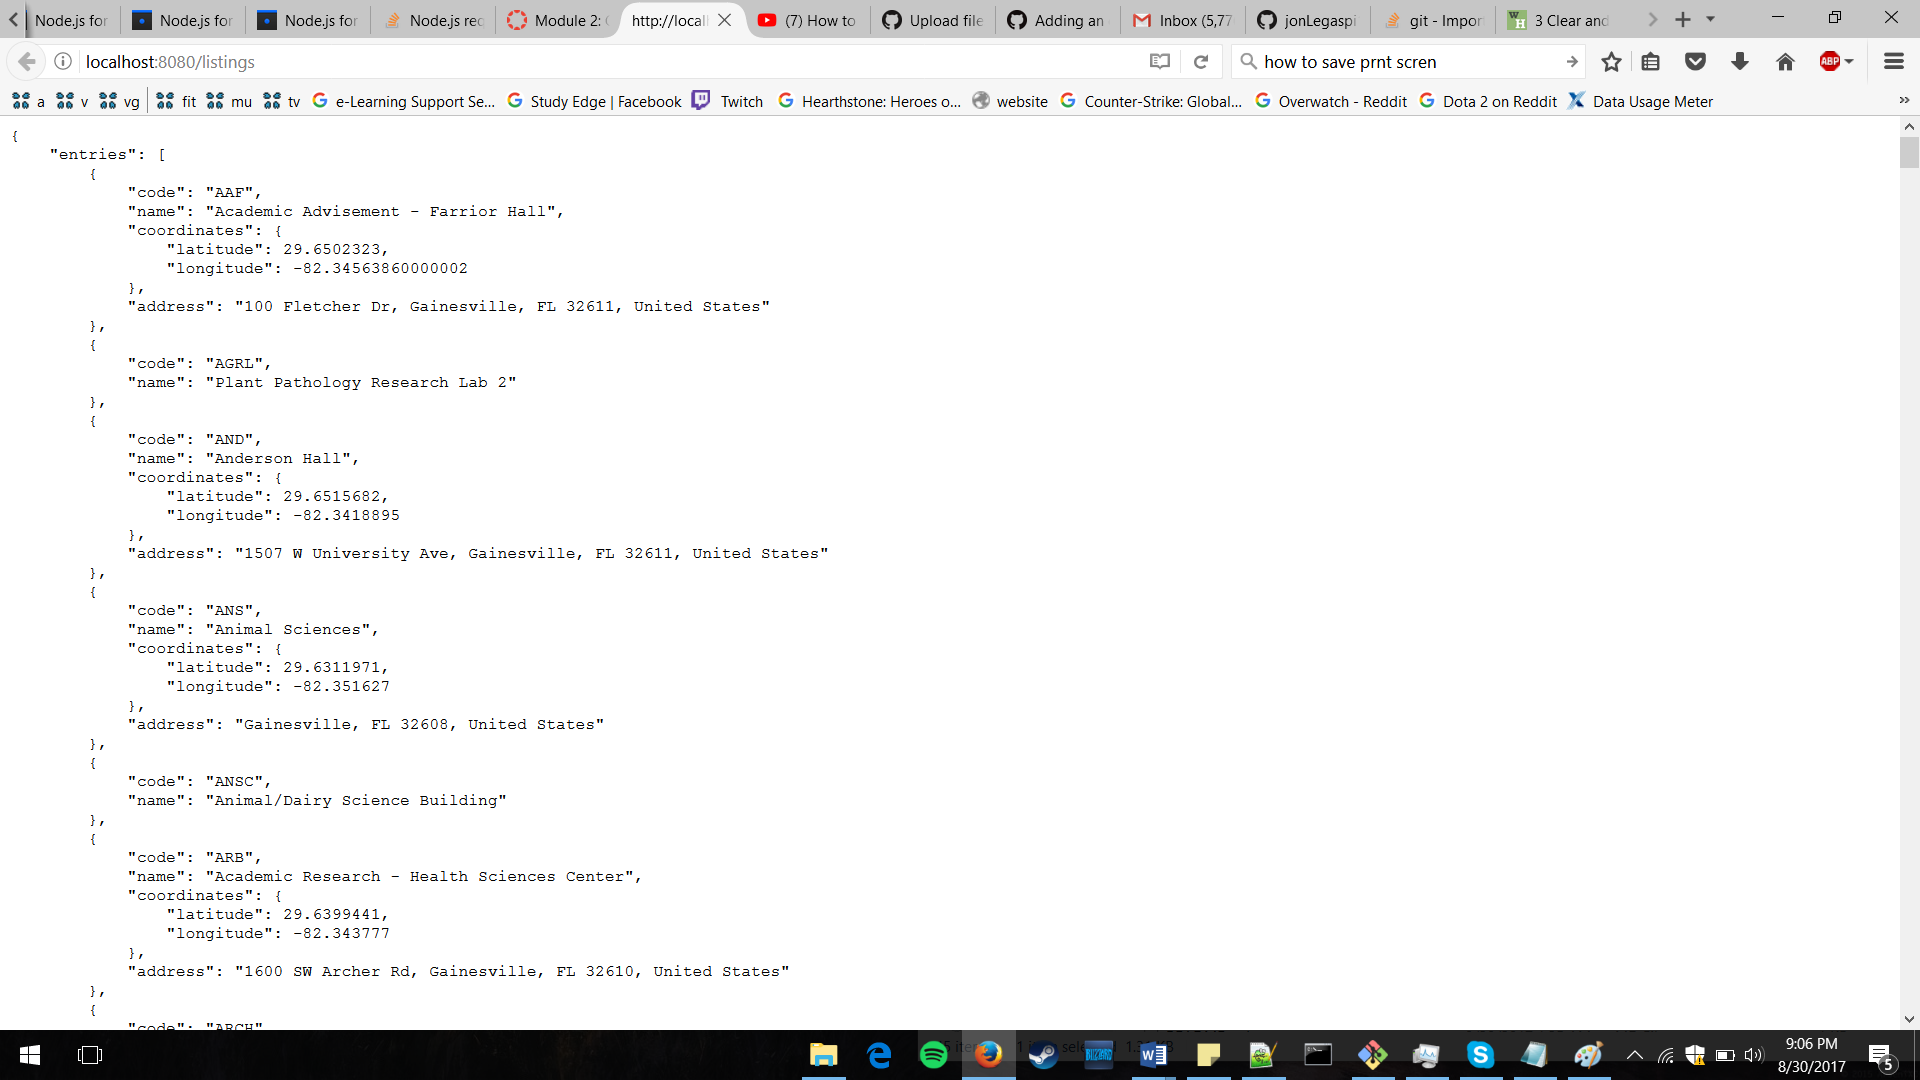 Node.js for
Node.js for
Node.js for
Node.js req
Module 2:
http://locall
(7) How to
Upload file
Adding an
Inbox (5,77
jonLegaspi
git - Impor
3 Clear and
localhost:8080/listings
how to save prnt scren
ABP
a
v
vg
fit
mu
tv
e-Learning Support Se...
Study Edge | Facebook
Twitch
Hearthstone: Heroes o...
website
Counter-Strike: Global...
Overwatch - Reddit
Dota 2 on Reddit
Data Usage Meter
{
"entries": [
{
"code": "AAF",
"name": "Academic Advisement - Farrior Hall",
"coordinates": {
"latitude": 29.6502323,
"longitude": -82.34563860000002
},
"address": "100 Fletcher Dr, Gainesville, FL 32611, United States"
},
{
"code": "AGRL",
"name": "Plant Pathology Research Lab 2"
},
{
"code": "AND",
"name": "Anderson Hall",
"coordinates": {
"latitude": 29.6515682,
"longitude": -82.3418895
},
"address": "1507 W University Ave, Gainesville, FL 32611, United States"
},
{
"code": "ANS",
"name": "Animal Sciences",
"coordinates": {
"latitude": 29.6311971,
"longitude": -82.351627
},
"address": "Gainesville, FL 32608, United States"
},
{
"code": "ANSC",
"name": "Animal/Dairy Science Building"
},
{
"code": "ARB",
"name": "Academic Research - Health Sciences Center",
"coordinates": {
"latitude": 29.6399441,
"longitude": -82.343777
},
"address": "1600 SW Archer Rd, Gainesville, FL 32610, United States"
},
{
"code": "ARCH"
9:06 PM
8/30/2017
5